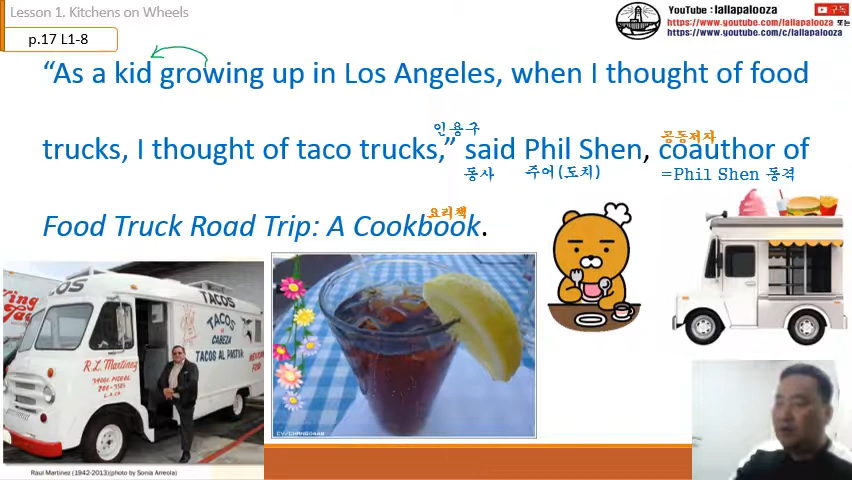 Lesson 1. Kitchens on Wheels
p.17 L1-8
YouTube : lallapalooza
구독
https://www.youtube.com/lallapalooza 또는
https://www.youtube.com/c/lallapalooza
“As a kid growing up in Los Angeles, when I thought of food
인용구
공동저자
trucks, I thought of taco trucks,” said Phil Shen, coauthor of
동사
주어(도치)
=Phil Shen 동격
요리책
Food Truck Road Trip: A Cookbook.
King
TACOS
TACOS
CABEZA
TACOS AL PASTOR
R.L. Martinez
Raul Martinez (1942-2013)(photo by Sonia Arreola)